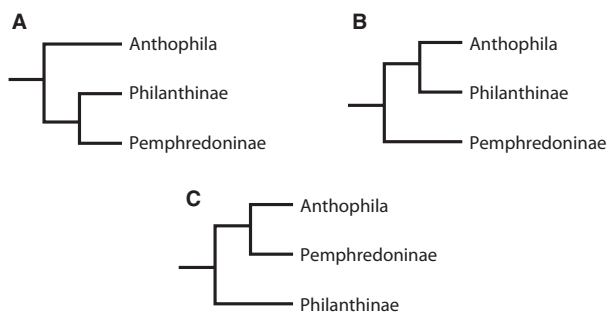 A
Anthophila
Philanthinae
Pemphredoninae
B
Anthophila
Philanthinae
Pemphredoninae
C
Anthophila
Pemphredoninae
Philanthinae